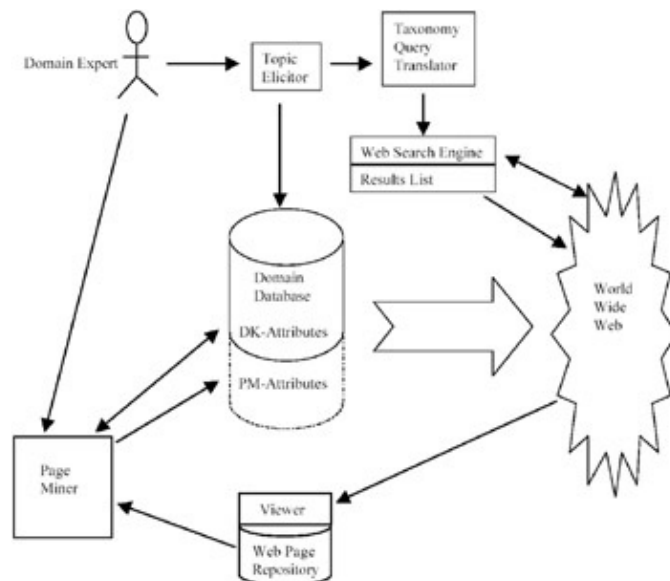 Taxonomy
Query
Translator
Topic
Elicitor
Domain Expert
Web Search Engine
Results List
Domain
Database
DK-Attributes
PM-Attributes
World
Wide
Web
Page
Miner
Viewer
Web Page
Repository